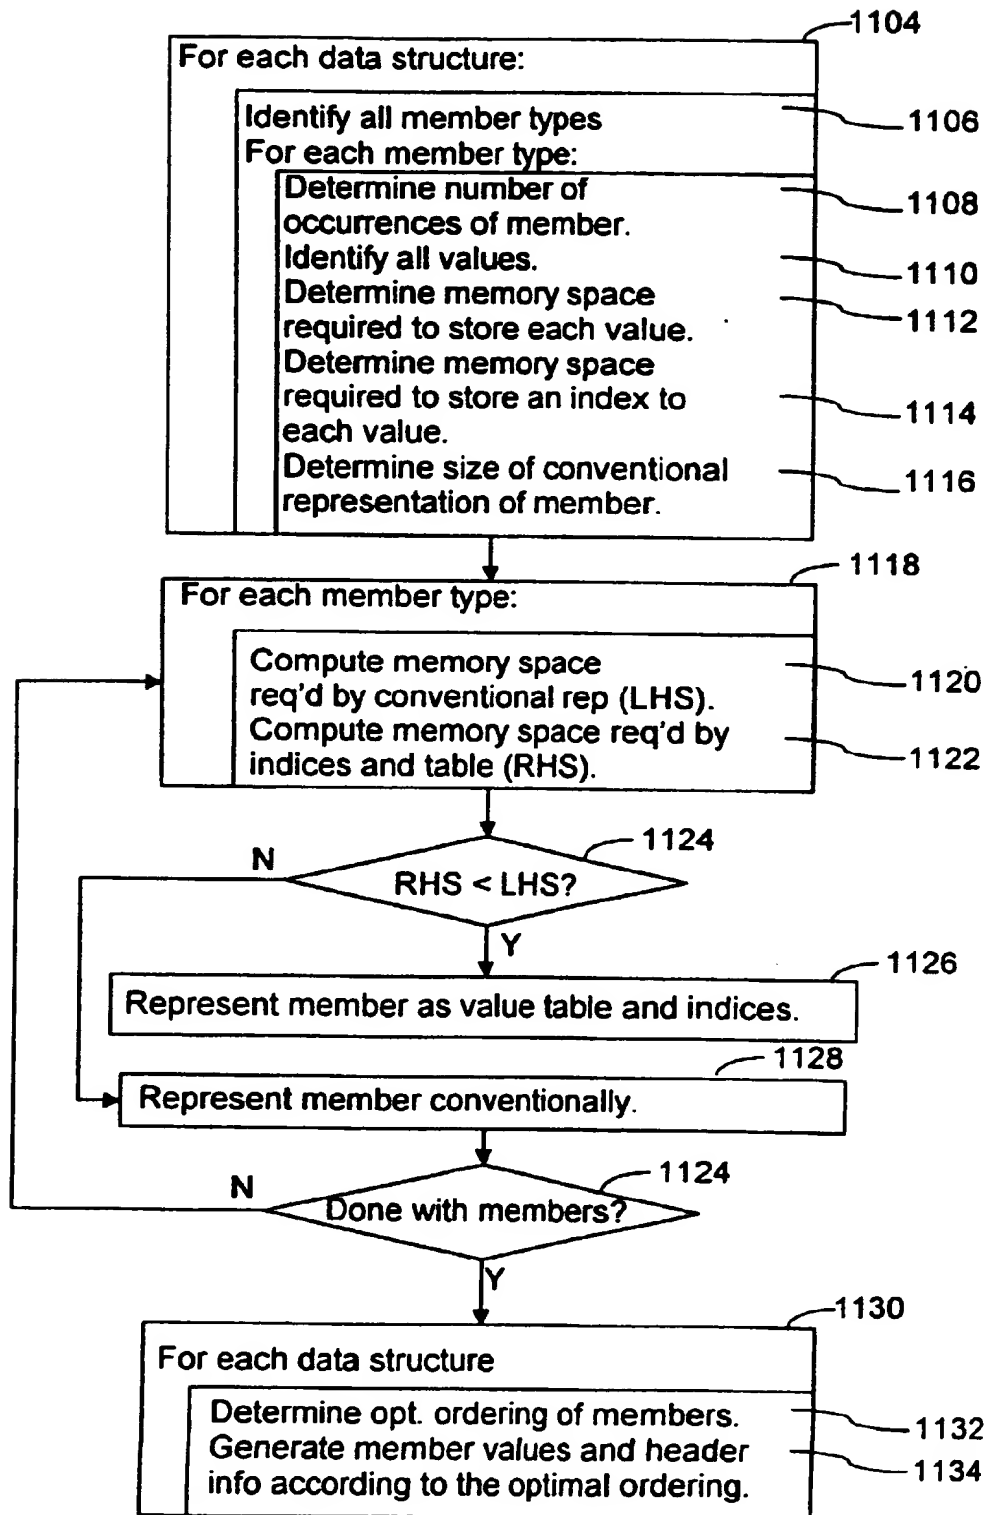 1104
For each data structure:
Identify all member types
1106
For each member type:
Determine number of
1108
occurrences of member.
Identify all values.
1110
Determine memory space
1112
required to store each value.
Determine memory space
required to store an index to
1114
each value.
Determine size of conventional
1116
representation of member.
1118
For each member type:
Compute memory space
1120
req'd by conventional rep (LHS).
Compute memory space req'd by
1122
indices and table (RHS).
1124
N
RHS < LHS?
Y
1126
Represent member as value table and indices.
1128
Represent member conventionally.
1124
N
Done with members?
Y
1130
For each data structure
Determine opt. ordering of members.
1132
Generate member values and header
1134
info according to the optimal ordering.